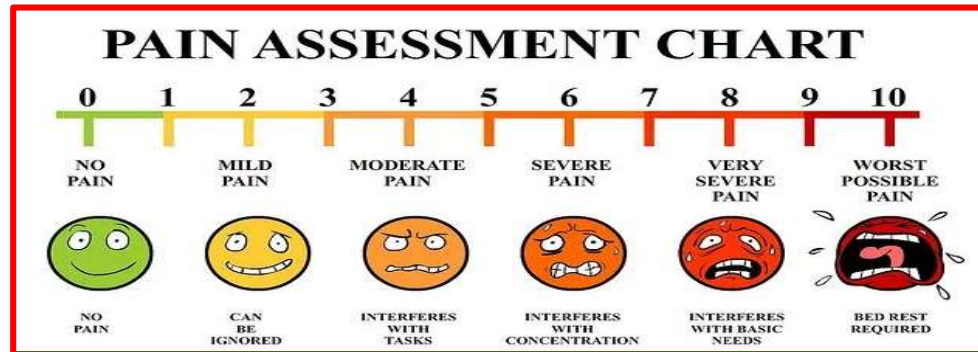 PAIN ASSESSMENT CHART
0 1 2 3 4 5 6 7 8 9 10
NO
PAIN
MILD
PAIN
MODERATE
PAIN
SEVERE
PAIN
VERY
SEVERE
PAIN
WORST
POSSIBLE
PAIN
NO
PAIN
CAN
BE
IGNORED
INTERFERES
WITH
TASKS
INTERFERES
WITH
CONCENTRATION
INTERFERES
WITH BASIC
NEEDS
BED REST
REQUIRED